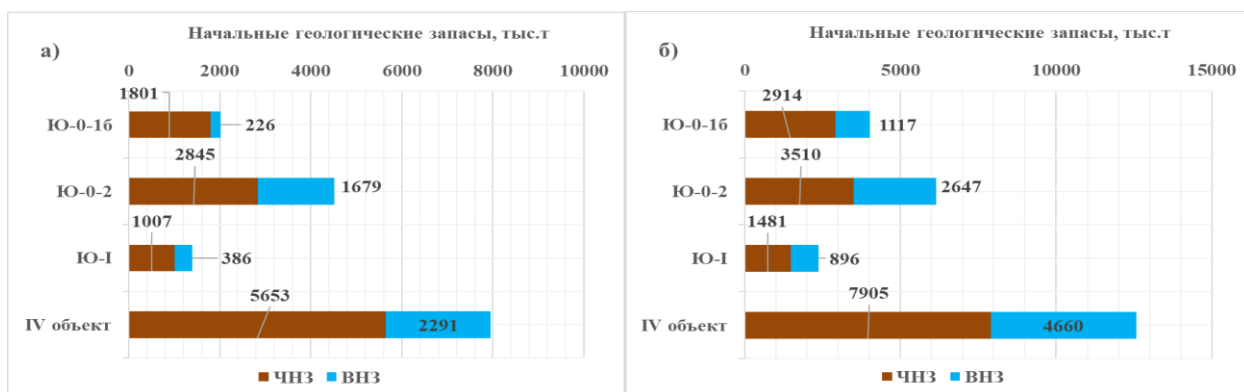 а)
Начальные геологические запасы, тыс.т
0 2000 4000 6000 8000 10000
1801
Ю-0-1б 226
2845
Ю-0-2 1679
1007
Ю-I 386
5653
IV объект 2291
ЧНЗ ВНЗ
б)
Начальные геологические запасы, тыс.т
0 5000 10000 15000
2914
Ю-0-1б 1117
3510
Ю-0-2 2647
1481
Ю-I 896
7905
IV объект 4660
ЧНЗ ВНЗ